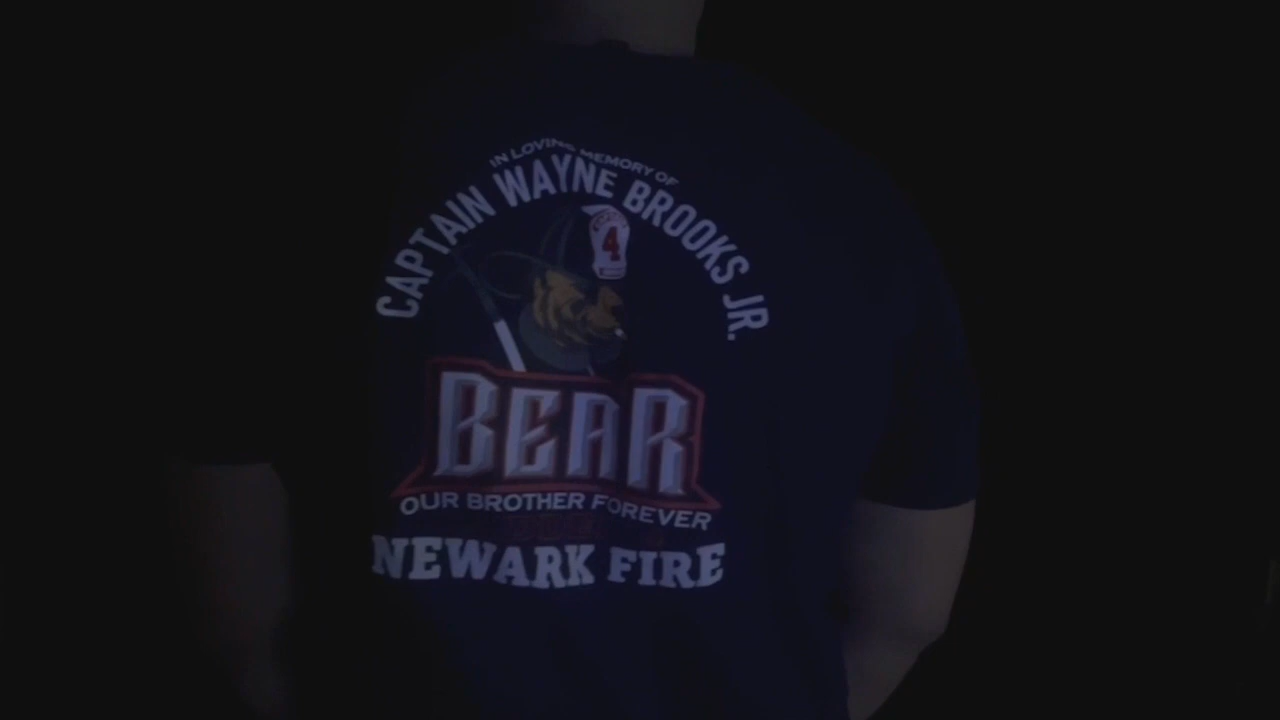 IN LOVING MEMORY OF
CAPTAIN WAYNE BROOKS JR.
4
BEAR
OUR BROTHER FOREVER
NEWARK FIRE